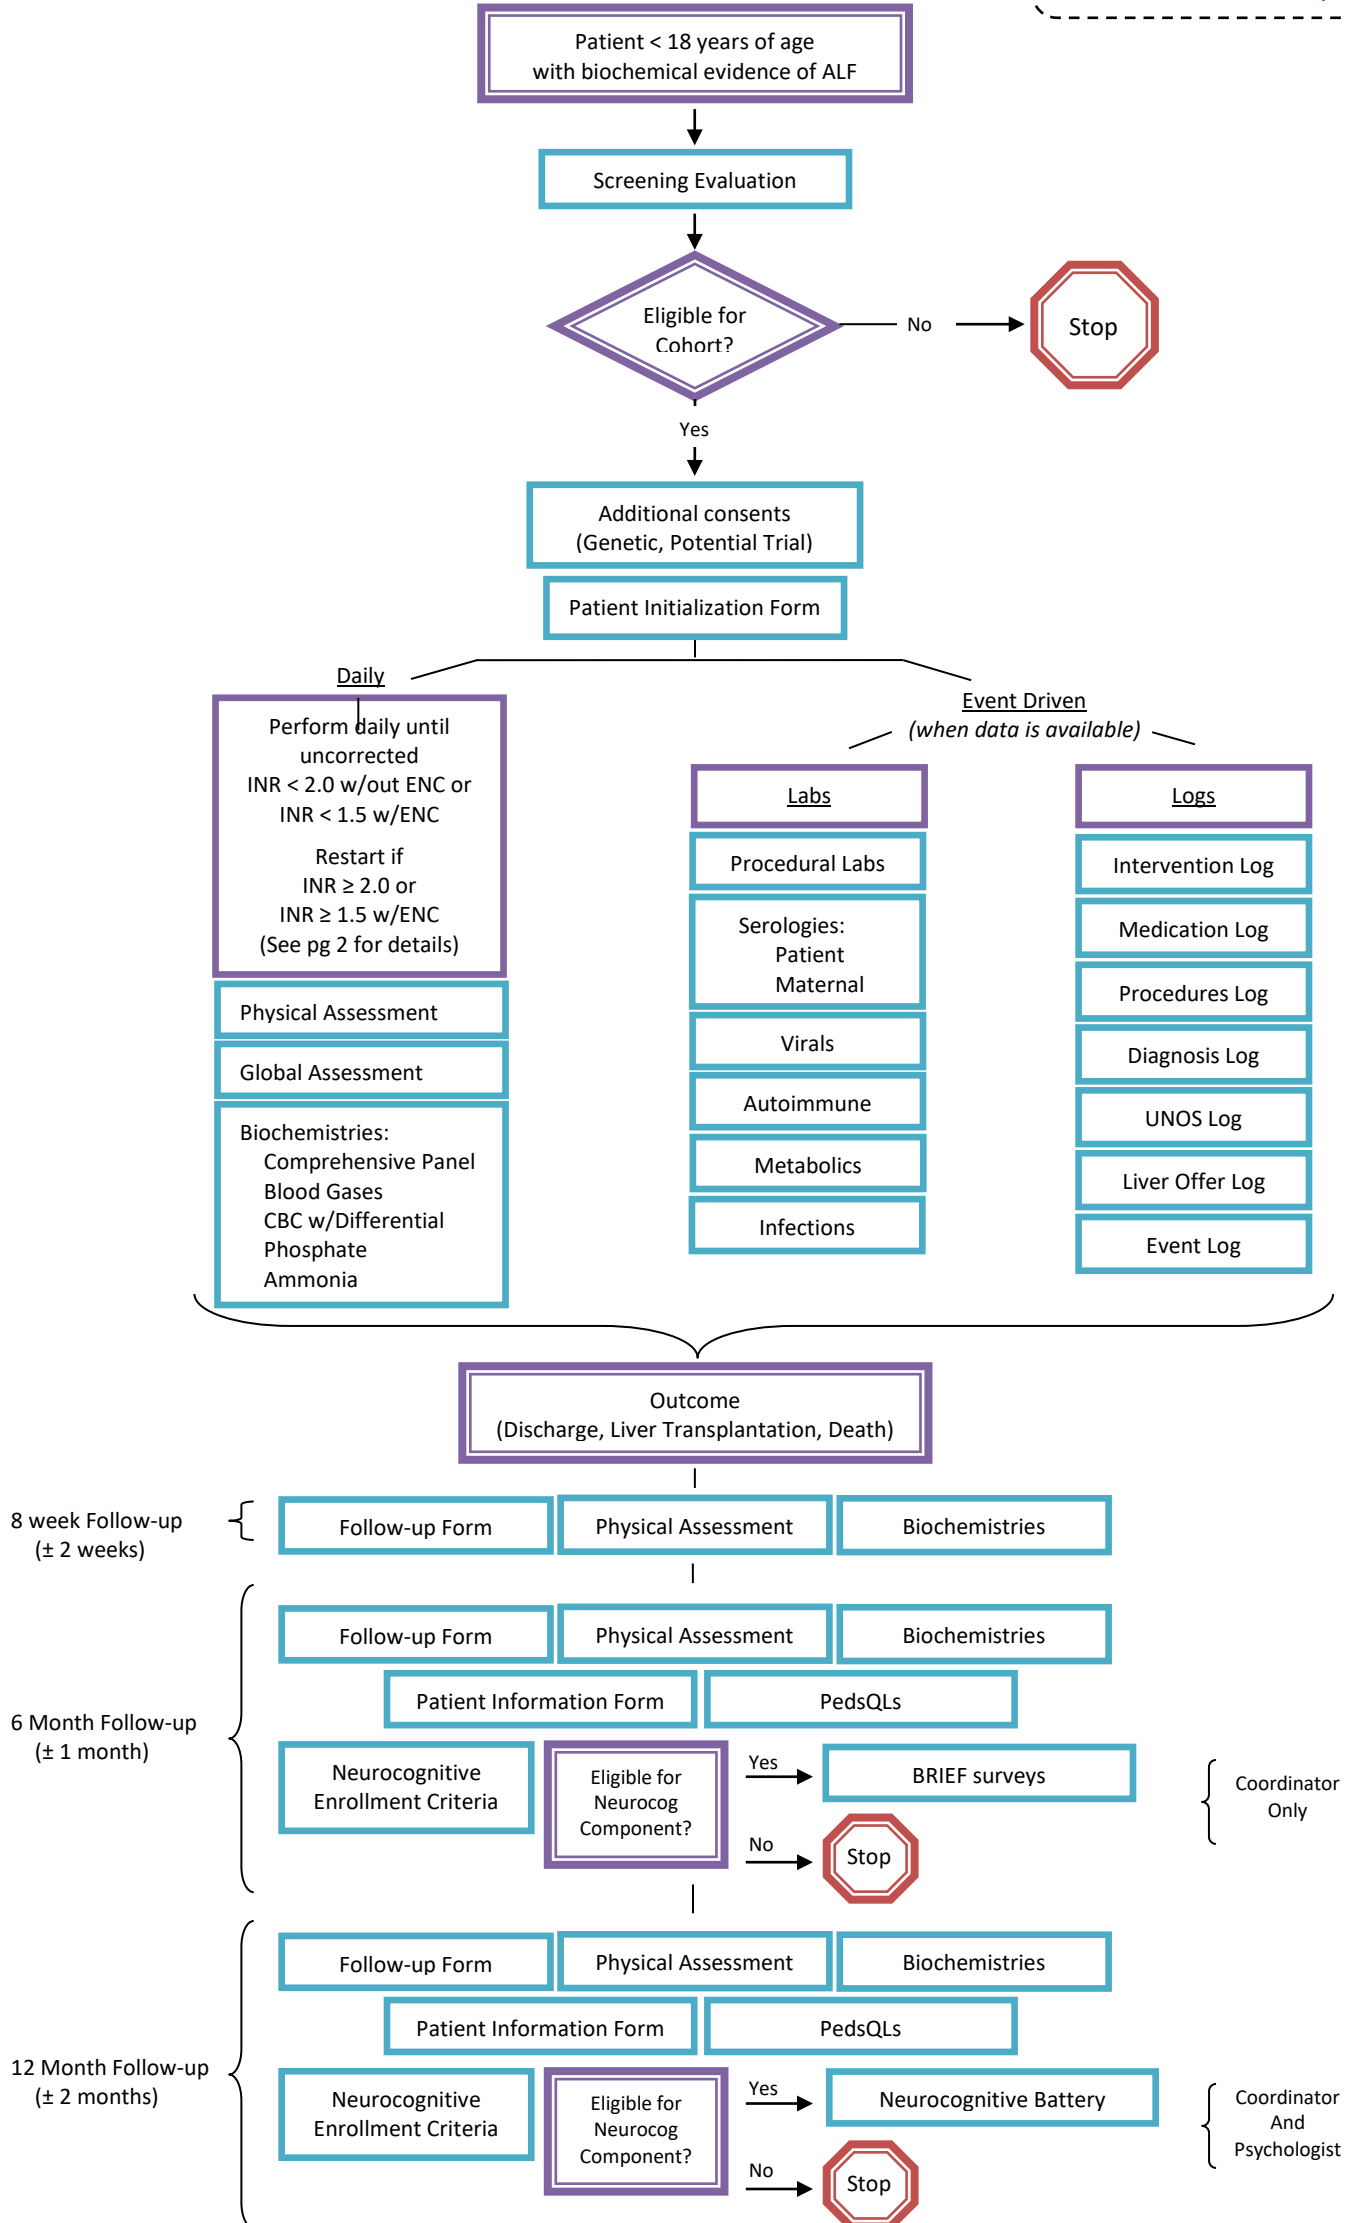 Patient < 18 years of age
with biochemical evidence of ALF
Screening Evaluation
Eligible for
Cohort?
No
Stop
Yes
Additional consents
(Genetic, Potential Trial)
Patient Initialization Form
Daily
Perform daily until
uncorrected
INR < 2.0 w/out ENC or
INR < 1.5 w/ENC
Restart if
INR ≥ 2.0 or
INR ≥ 1.5 w/ENC
(See pg 2 for details)
Physical Assessment
Global Assessment
Biochemistries:
Comprehensive Panel
Blood Gases
CBC w/Differential
Phosphate
Ammonia
Event Driven
(when data is available)
Labs
Procedural Labs
Serologies:
Patient
Maternal
Virals
Autoimmune
Metabolics
Infections
Logs
Intervention Log
Medication Log
Procedures Log
Diagnosis Log
UNOS Log
Liver Offer Log
Event Log
Outcome
(Discharge, Liver Transplantation, Death)
8 week Follow-up
(± 2 weeks)
Follow-up Form
Physical Assessment
Biochemistries
6 Month Follow-up
(± 1 month)
Follow-up Form
Physical Assessment
Biochemistries
Patient Information Form
PedsQLs
Neurocognitive
Enrollment Criteria
Eligible for
Neurocog
Component?
Yes
BRIEF surveys
No
Stop
Coordinator
Only
12 Month Follow-up
(± 2 months)
Follow-up Form
Physical Assessment
Biochemistries
Patient Information Form
PedsQLs
Neurocognitive
Enrollment Criteria
Eligible for
Neurocog
Component?
Yes
Neurocognitive Battery
No
Stop
Coordinator
And
Psychologist